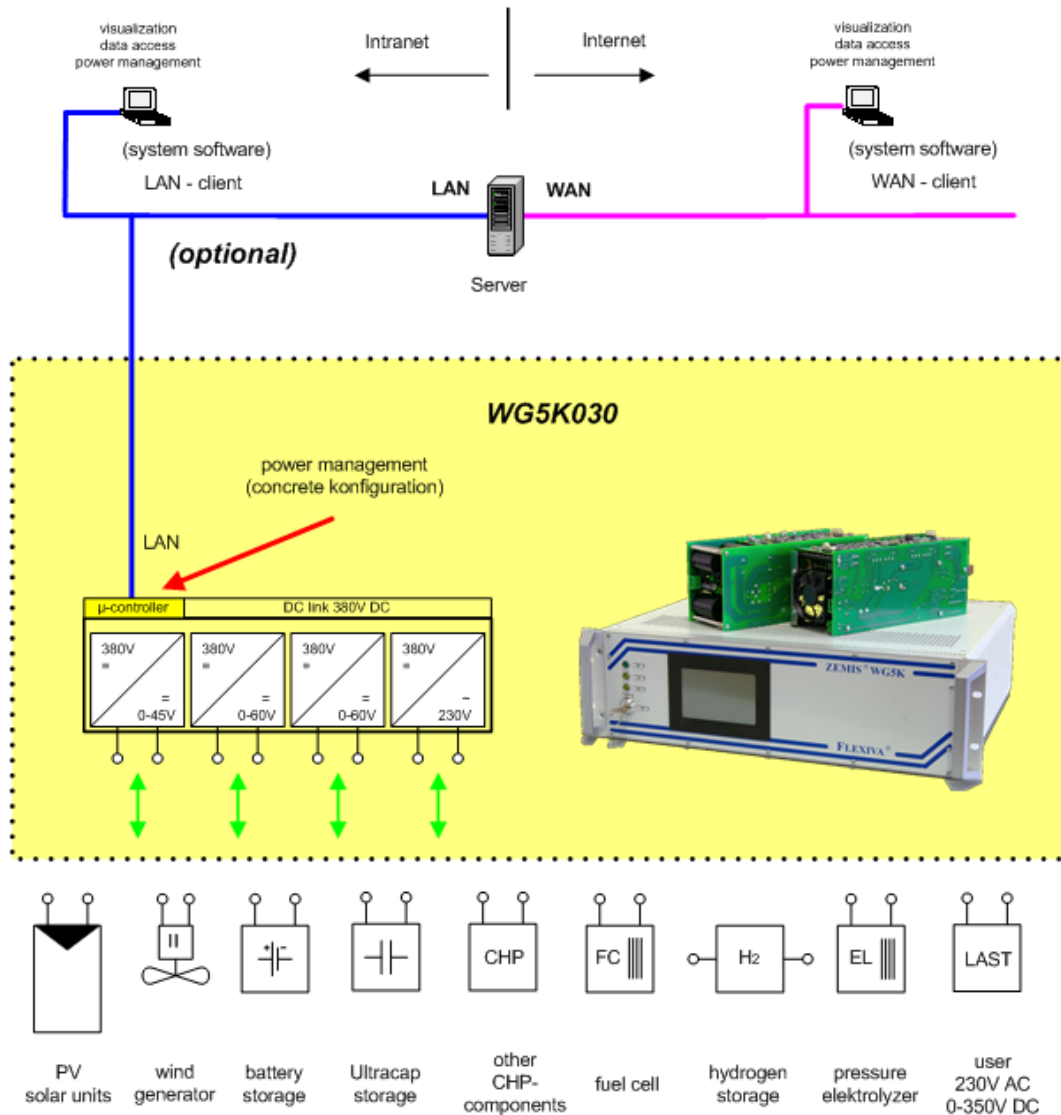 visualization
data access
power management
Intranet
Internet
visualization
data access
power management
(system software)
LAN - client
LAN
WAN
(system software)
WAN - client
(optional)
Server
WG5K030
power management
(concrete konfiguration)
LAN
µ-controller
DC link 380V DC
380V
=
=
0-45V
380V
=
=
0-60V
380V
=
=
0-60V
380V
=
~
230V
ZEMIS® WG5K
FLEXIVA®
CHP
FC
H2
EL
LAST
PV
solar units
wind
generator
battery
storage
Ultracap
storage
other
CHP-
components
fuel cell
hydrogen
storage
pressure
elektrolyzer
user
230V AC
0-350V DC